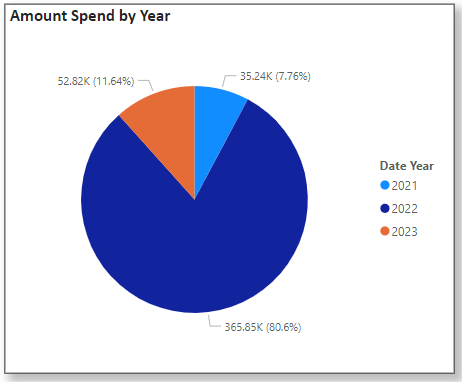 Amount Spend by Year
52.82K (11.64%)
35.24K (7.76%)
Date Year
2021
2022
2023
365.85K (80.6%)